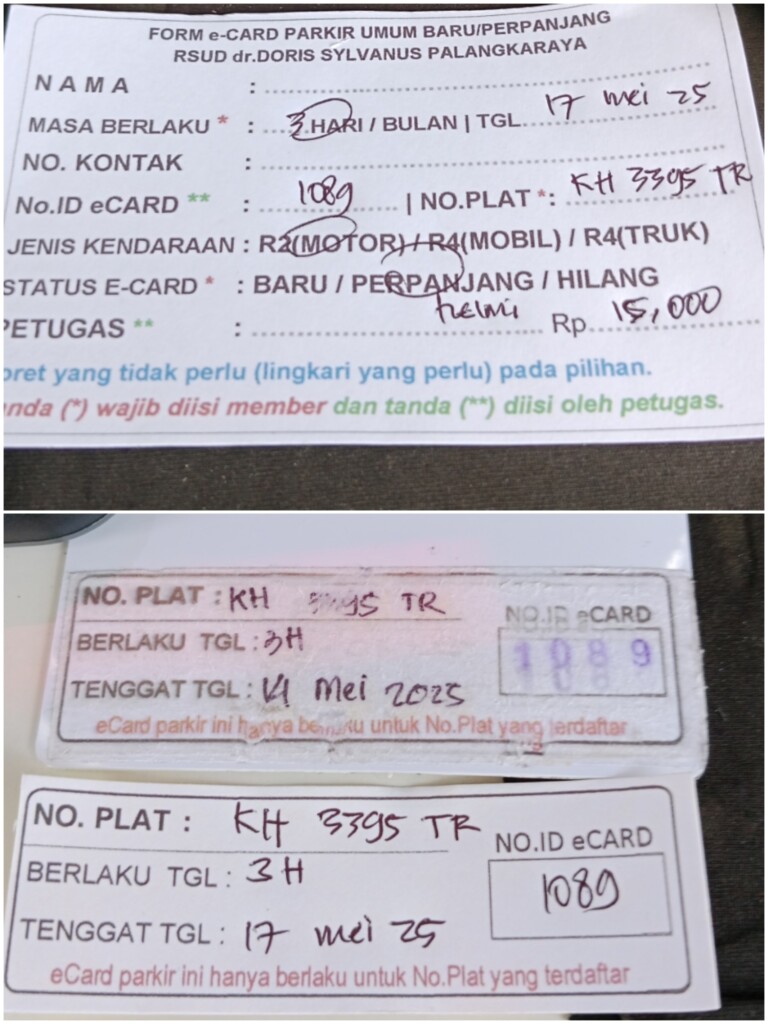 FORM e-CARD PARKIR UMUM BARU/PERPANJANG
RSUD dr.DORIS SYLVANUS PALANGKARAYA
NAMA :
MASA BERLAKU * : 3 HARI / BULAN | TGL 17 mei 25
NO. KONTAK :
No.ID eCARD ** : 1089 | NO.PLAT *: KH 3395 TR
JENIS KENDARAAN : R2(MOTOR) / R4(MOBIL) / R4(TRUK)
STATUS E-CARD * : BARU / PERPANJANG / HILANG
PETUGAS ** : helmi Rp. 15,000
oret yang tidak perlu (lingkari yang perlu) pada pilihan.
nda (*) wajib diisi member dan tanda (**) diisi oleh petugas.
NO. PLAT : KH TR
NO.ID eCARD
BERLAKU TGL : 3H
1089
TENGGAT TGL : 14 Mei 2025
eCard parkir ini hanya berlaku untuk No.Plat yang terdaftar
NO. PLAT : KH 3395 TR
NO.ID eCARD
BERLAKU TGL : 3H
1089
TENGGAT TGL : 17 mei 25
eCard parkir ini hanya berlaku untuk No.Plat yang terdaftar